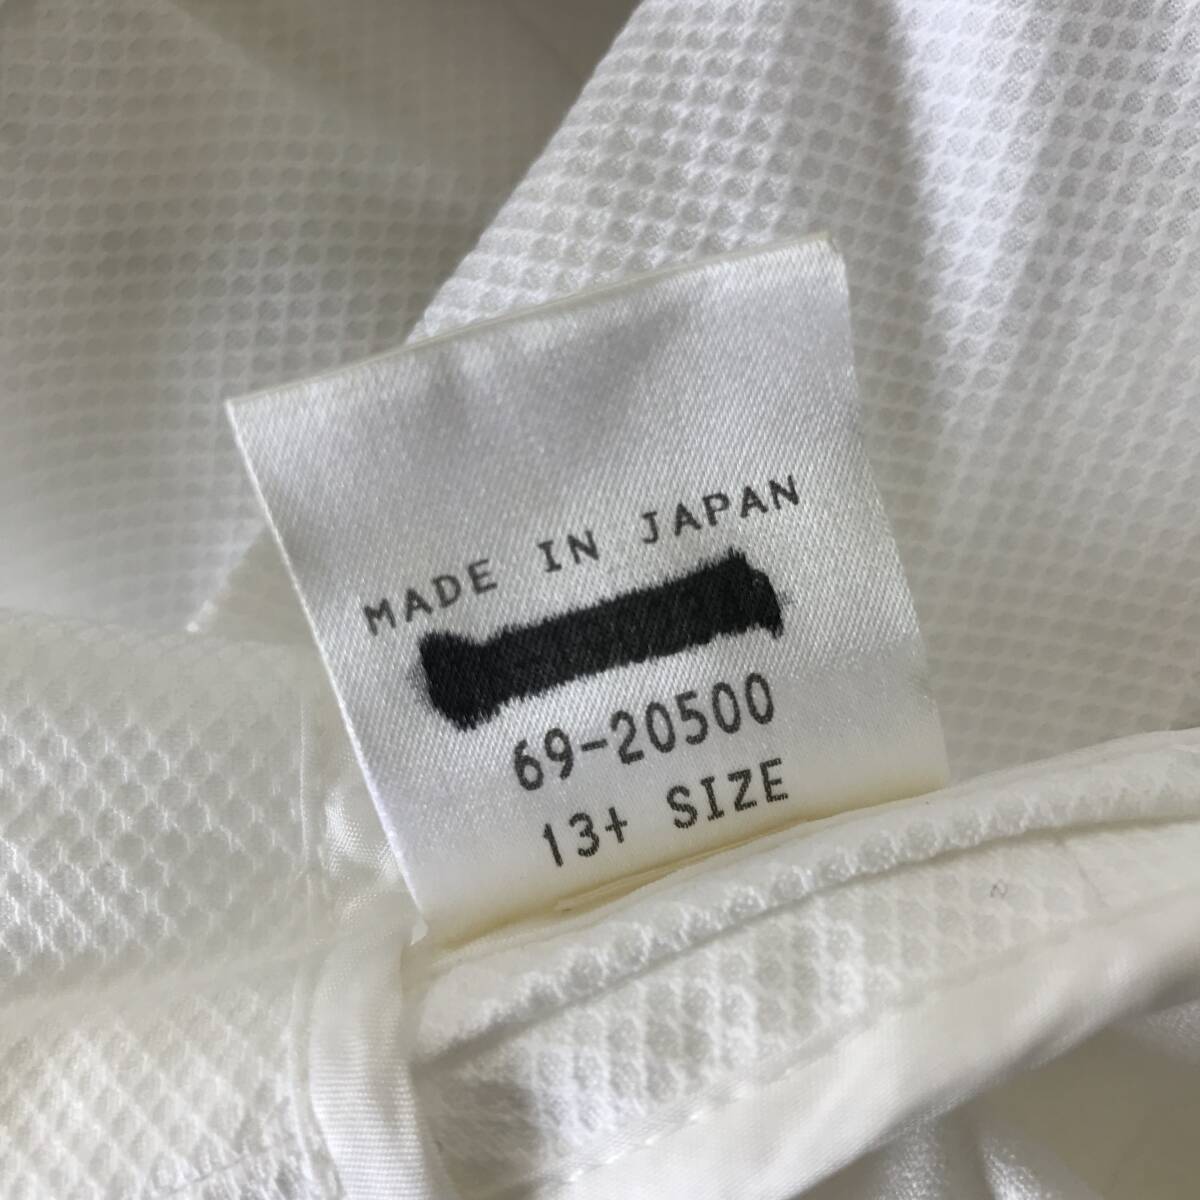 MADE IN JAPAN
69-20500
13+ SIZE